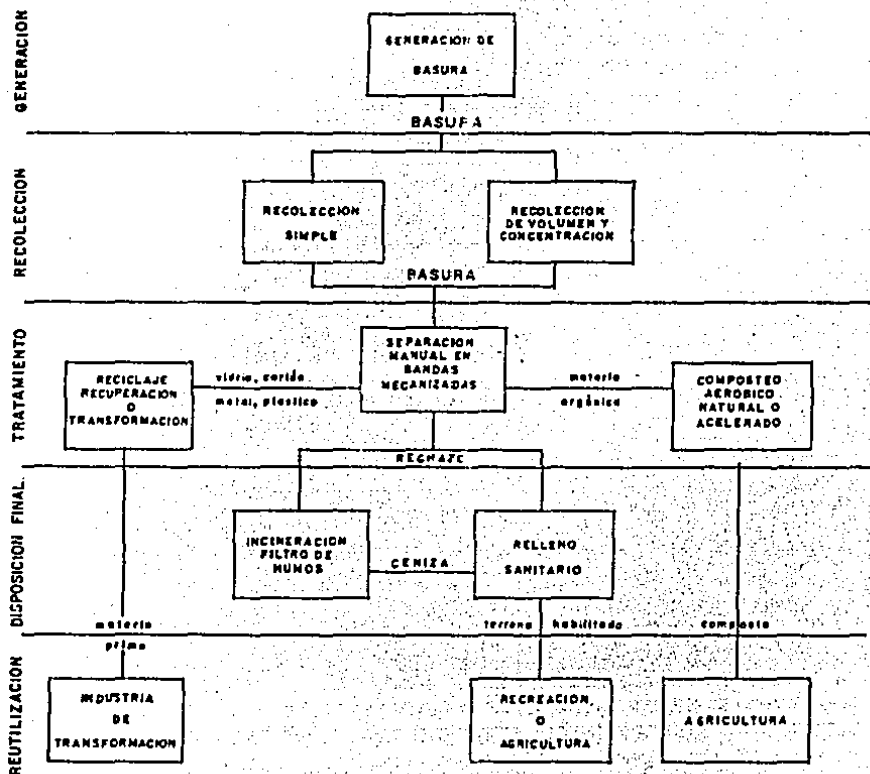 GENERACION
GENERACION DE
BASURA
BASURA
RECOLECCION
RECOLECCION
SIMPLE
RECOLECCION
DE VOLUMEN Y
CONCENTRACION
BASURA
TRATAMIENTO
SEPARACION
MANUAL EN
BANDAS
MECANIZADAS
RECICLAJE
RECUPERACION
O
TRANSFORMACION
vidrio, cartón
metal, plastico
materia
orgánica
COMPOSTEO
AEROBICO
NATURAL O
ACELERADO
RECHAZO
DISPOSICION FINAL
INCINERACION
FILTRO DE
HUMOS
CENIZA
RELLENO
SANITARIO
materia
prima
terreno habilitado
composta
REUTILIZACION
INDUSTRIA
DE
TRANSFORMACION
RECREACION
O
AGRICULTURA
AGRICULTURA